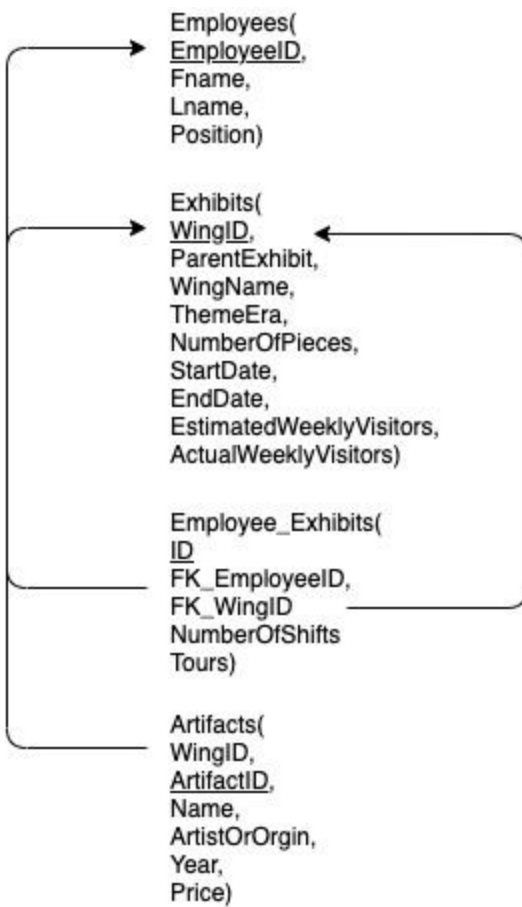 Employees(
EmployeeID,
Fname,
Lname,
Position)
Exhibits(
WingID,
ParentExhibit,
WingName,
ThemeEra,
NumberOfPieces,
StartDate,
EndDate,
EstimatedWeeklyVisitors,
ActualWeeklyVisitors)
Employee_Exhibits(
ID
FK_EmployeeID,
FK_WingID
NumberOfShifts
Tours)
Artifacts(
WingID,
ArtifactID,
Name,
ArtistOrOrgin,
Year,
Price)